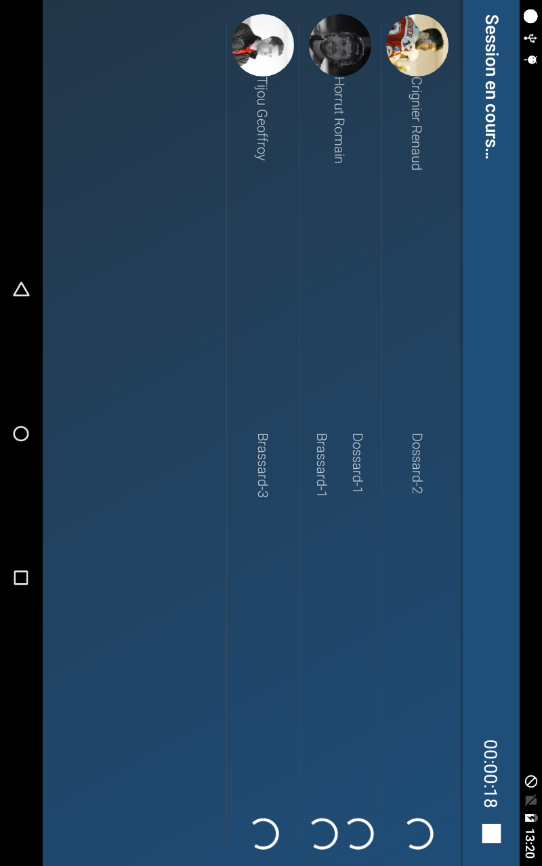 13:20
Session en cours...
00:00:18
Crignier Renaud
Dossard-2
Horrut Romain
Dossard-1
Brassard-1
Tijou Geoffroy
Brassard-3